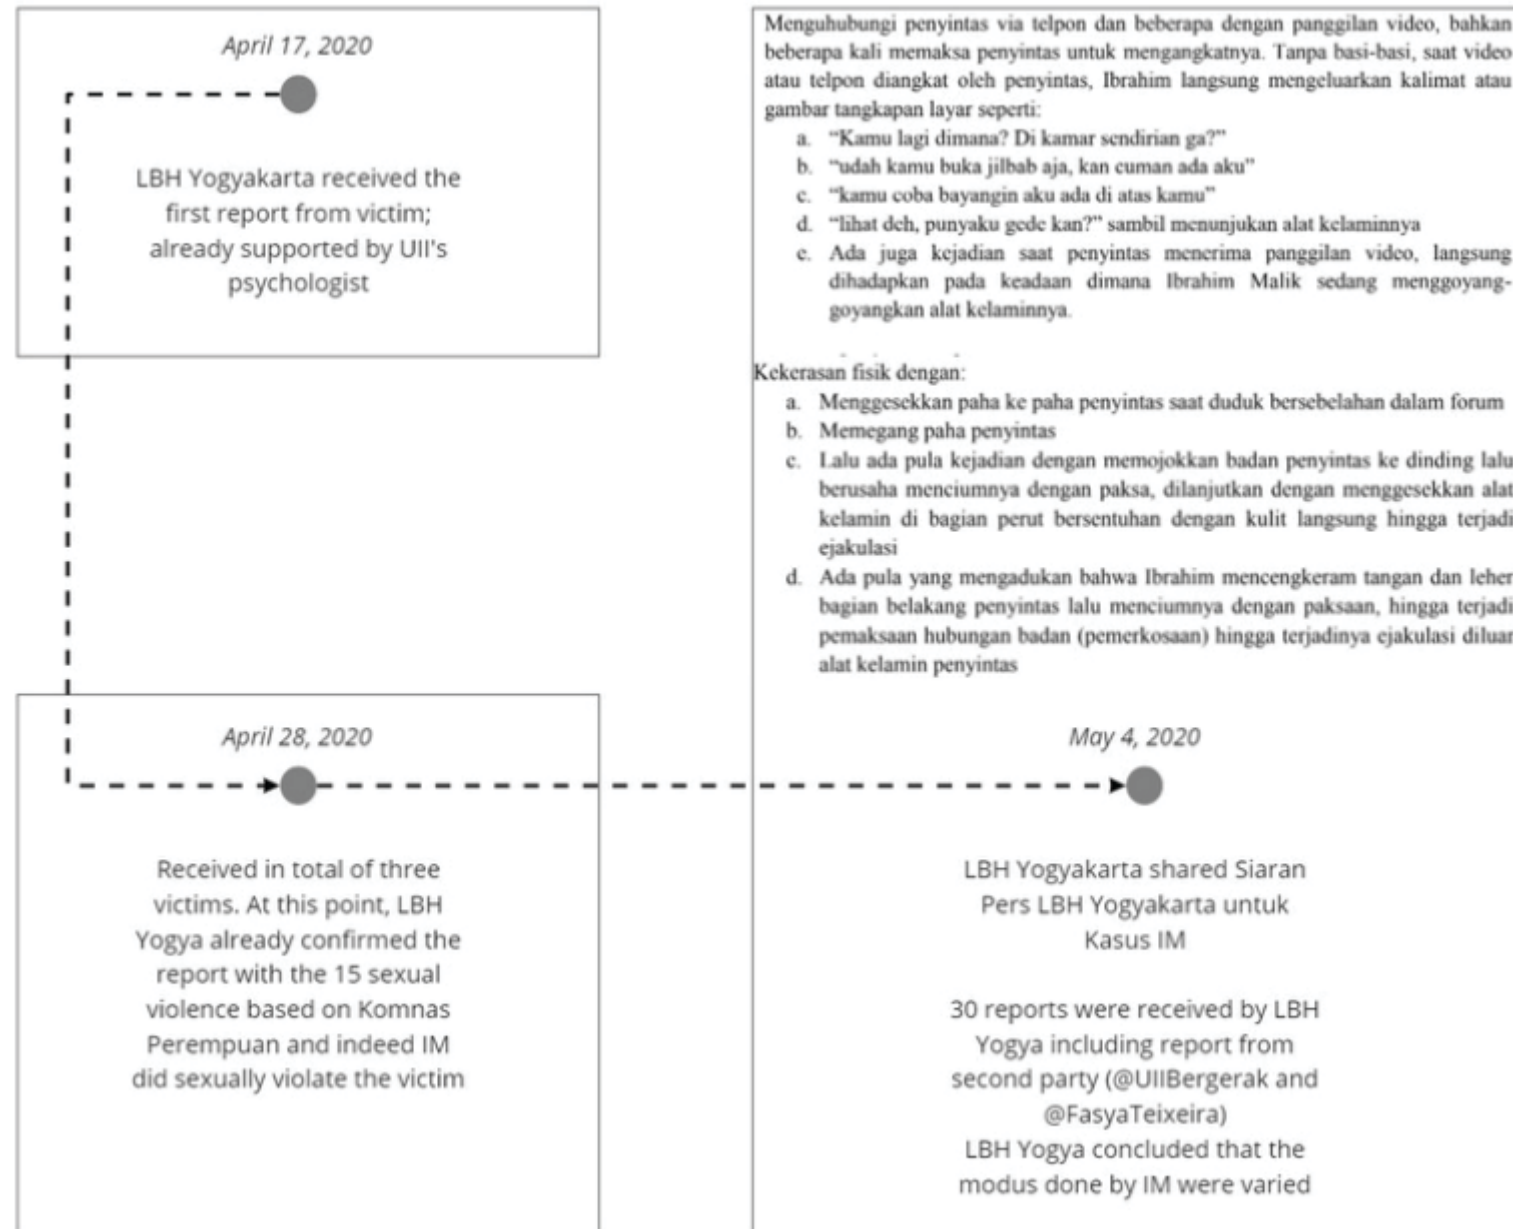 April 17, 2020
LBH Yogyakarta received the
first report from victim;
already supported by UII's
psychologist
Menguhubungi penyintas via telpon dan beberapa dengan panggilan video, bahkan
beberapa kali memaksa penyintas untuk mengangkatnya. Tanpa basi-basi, saat video
atau telpon diangkat oleh penyintas, Ibrahim langsung mengeluarkan kalimat atau
gambar tangkapan layar seperti:
a. “Kamu lagi dimana? Di kamar sendirian ga?”
b. “udah kamu buka jilbab aja, kan cuman ada aku”
c. “kamu coba bayangin aku ada di atas kamu”
d. “lihat deh, punyaku gede kan?” sambil menunjukan alat kelaminnya
e. Ada juga kejadian saat penyintas menerima panggilan video, langsung
dihadapkan pada keadaan dimana Ibrahim Malik sedang menggoyang-
goyangkan alat kelaminnya.
Kekerasan fisik dengan:
a. Menggesekkan paha ke paha penyintas saat duduk bersebelahan dalam forum
b. Memegang paha penyintas
c. Lalu ada pula kejadian dengan memojokkan badan penyintas ke dinding lalu
berusaha menciumnya dengan paksa, dilanjutkan dengan menggesekkan alat
kelamin di bagian perut bersentuhan dengan kulit langsung hingga terjadi
ejakulasi
d. Ada pula yang mengadukan bahwa Ibrahim mencengkeram tangan dan leher
bagian belakang penyintas lalu menciumnya dengan paksaan, hingga terjadi
pemaksaan hubungan badan (pemerkosaan) hingga terjadinya ejakulasi diluar
alat kelamin penyintas
April 28, 2020
Received in total of three
victims. At this point, LBH
Yogya already confirmed the
report with the 15 sexual
violence based on Komnas
Perempuan and indeed IM
did sexually violate the victim
May 4, 2020
LBH Yogyakarta shared Siaran
Pers LBH Yogyakarta untuk
Kasus IM
30 reports were received by LBH
Yogya including report from
second party (@UIIBergerak and
@FasyaTeixeira)
LBH Yogya concluded that the
modus done by IM were varied